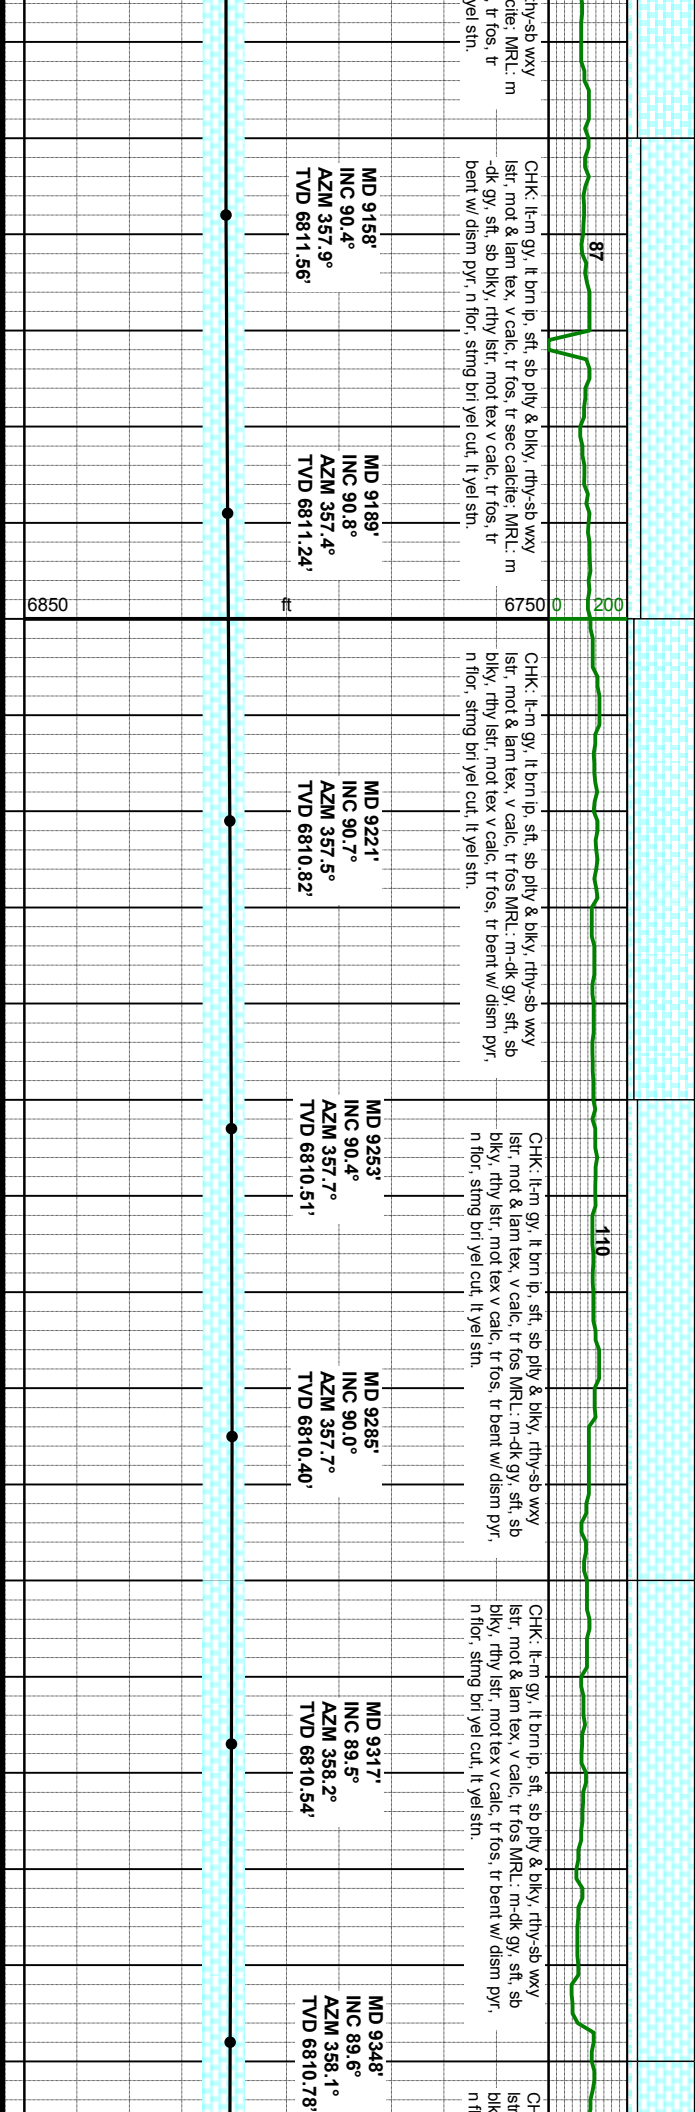 rthy-sb wxy
cite; MRL: m
, tr fos, tr
yel stn.
CHK: lt-m gy, lt brn ip, sft, sb plty & blky, rthy-sb wxy
lstr, mot & lam tex, v calc, tr fos, tr sec calcite; MRL: m
-dk gy, sft, sb blky, rthy lstr, mot tex v calc, tr fos, tr
bent w/ dism pyr, n flor, stmg bri yel cut, lt yel stn.
87
MD 9158'
INC 90.4°
AZM 357.9°
TVD 6811.56'
MD 9189'
INC 90.8°
AZM 357.4°
TVD 6811.24'
6850
ft
6750
0
200
CHK: lt-m gy, lt brn ip, sft, sb plty & blky, rthy-sb wxy
lstr, mot & lam tex, v calc, tr fos MRL: m-dk gy, sft, sb
blky, rthy lstr, mot tex v calc, tr fos, tr bent w/ dism pyr,
n flor, stmg bri yel cut, lt yel stn.
MD 9221'
INC 90.7°
AZM 357.5°
TVD 6810.82'
MD 9253'
INC 90.4°
AZM 357.7°
TVD 6810.51'
CHK: lt-m gy, lt brn ip, sft, sb plty & blky, rthy-sb wxy
lstr, mot & lam tex, v calc, tr fos MRL: m-dk gy, sft, sb
blky, rthy lstr, mot tex v calc, tr fos, tr bent w/ dism pyr,
n flor, stmg bri yel cut, lt yel stn.
110
MD 9285'
INC 90.0°
AZM 357.7°
TVD 6810.40'
CHK: lt-m gy, lt brn ip, sft, sb plty & blky, rthy-sb wxy
lstr, mot & lam tex, v calc, tr fos MRL: m-dk gy, sft, sb
blky, rthy lstr, mot tex v calc, tr fos, tr bent w/ dism pyr,
n flor, stmg bri yel cut, lt yel stn.
MD 9317'
INC 89.5°
AZM 358.2°
TVD 6810.54'
MD 9348'
INC 89.6°
AZM 358.1°
TVD 6810.78'
CH
lstr
blk
n fl